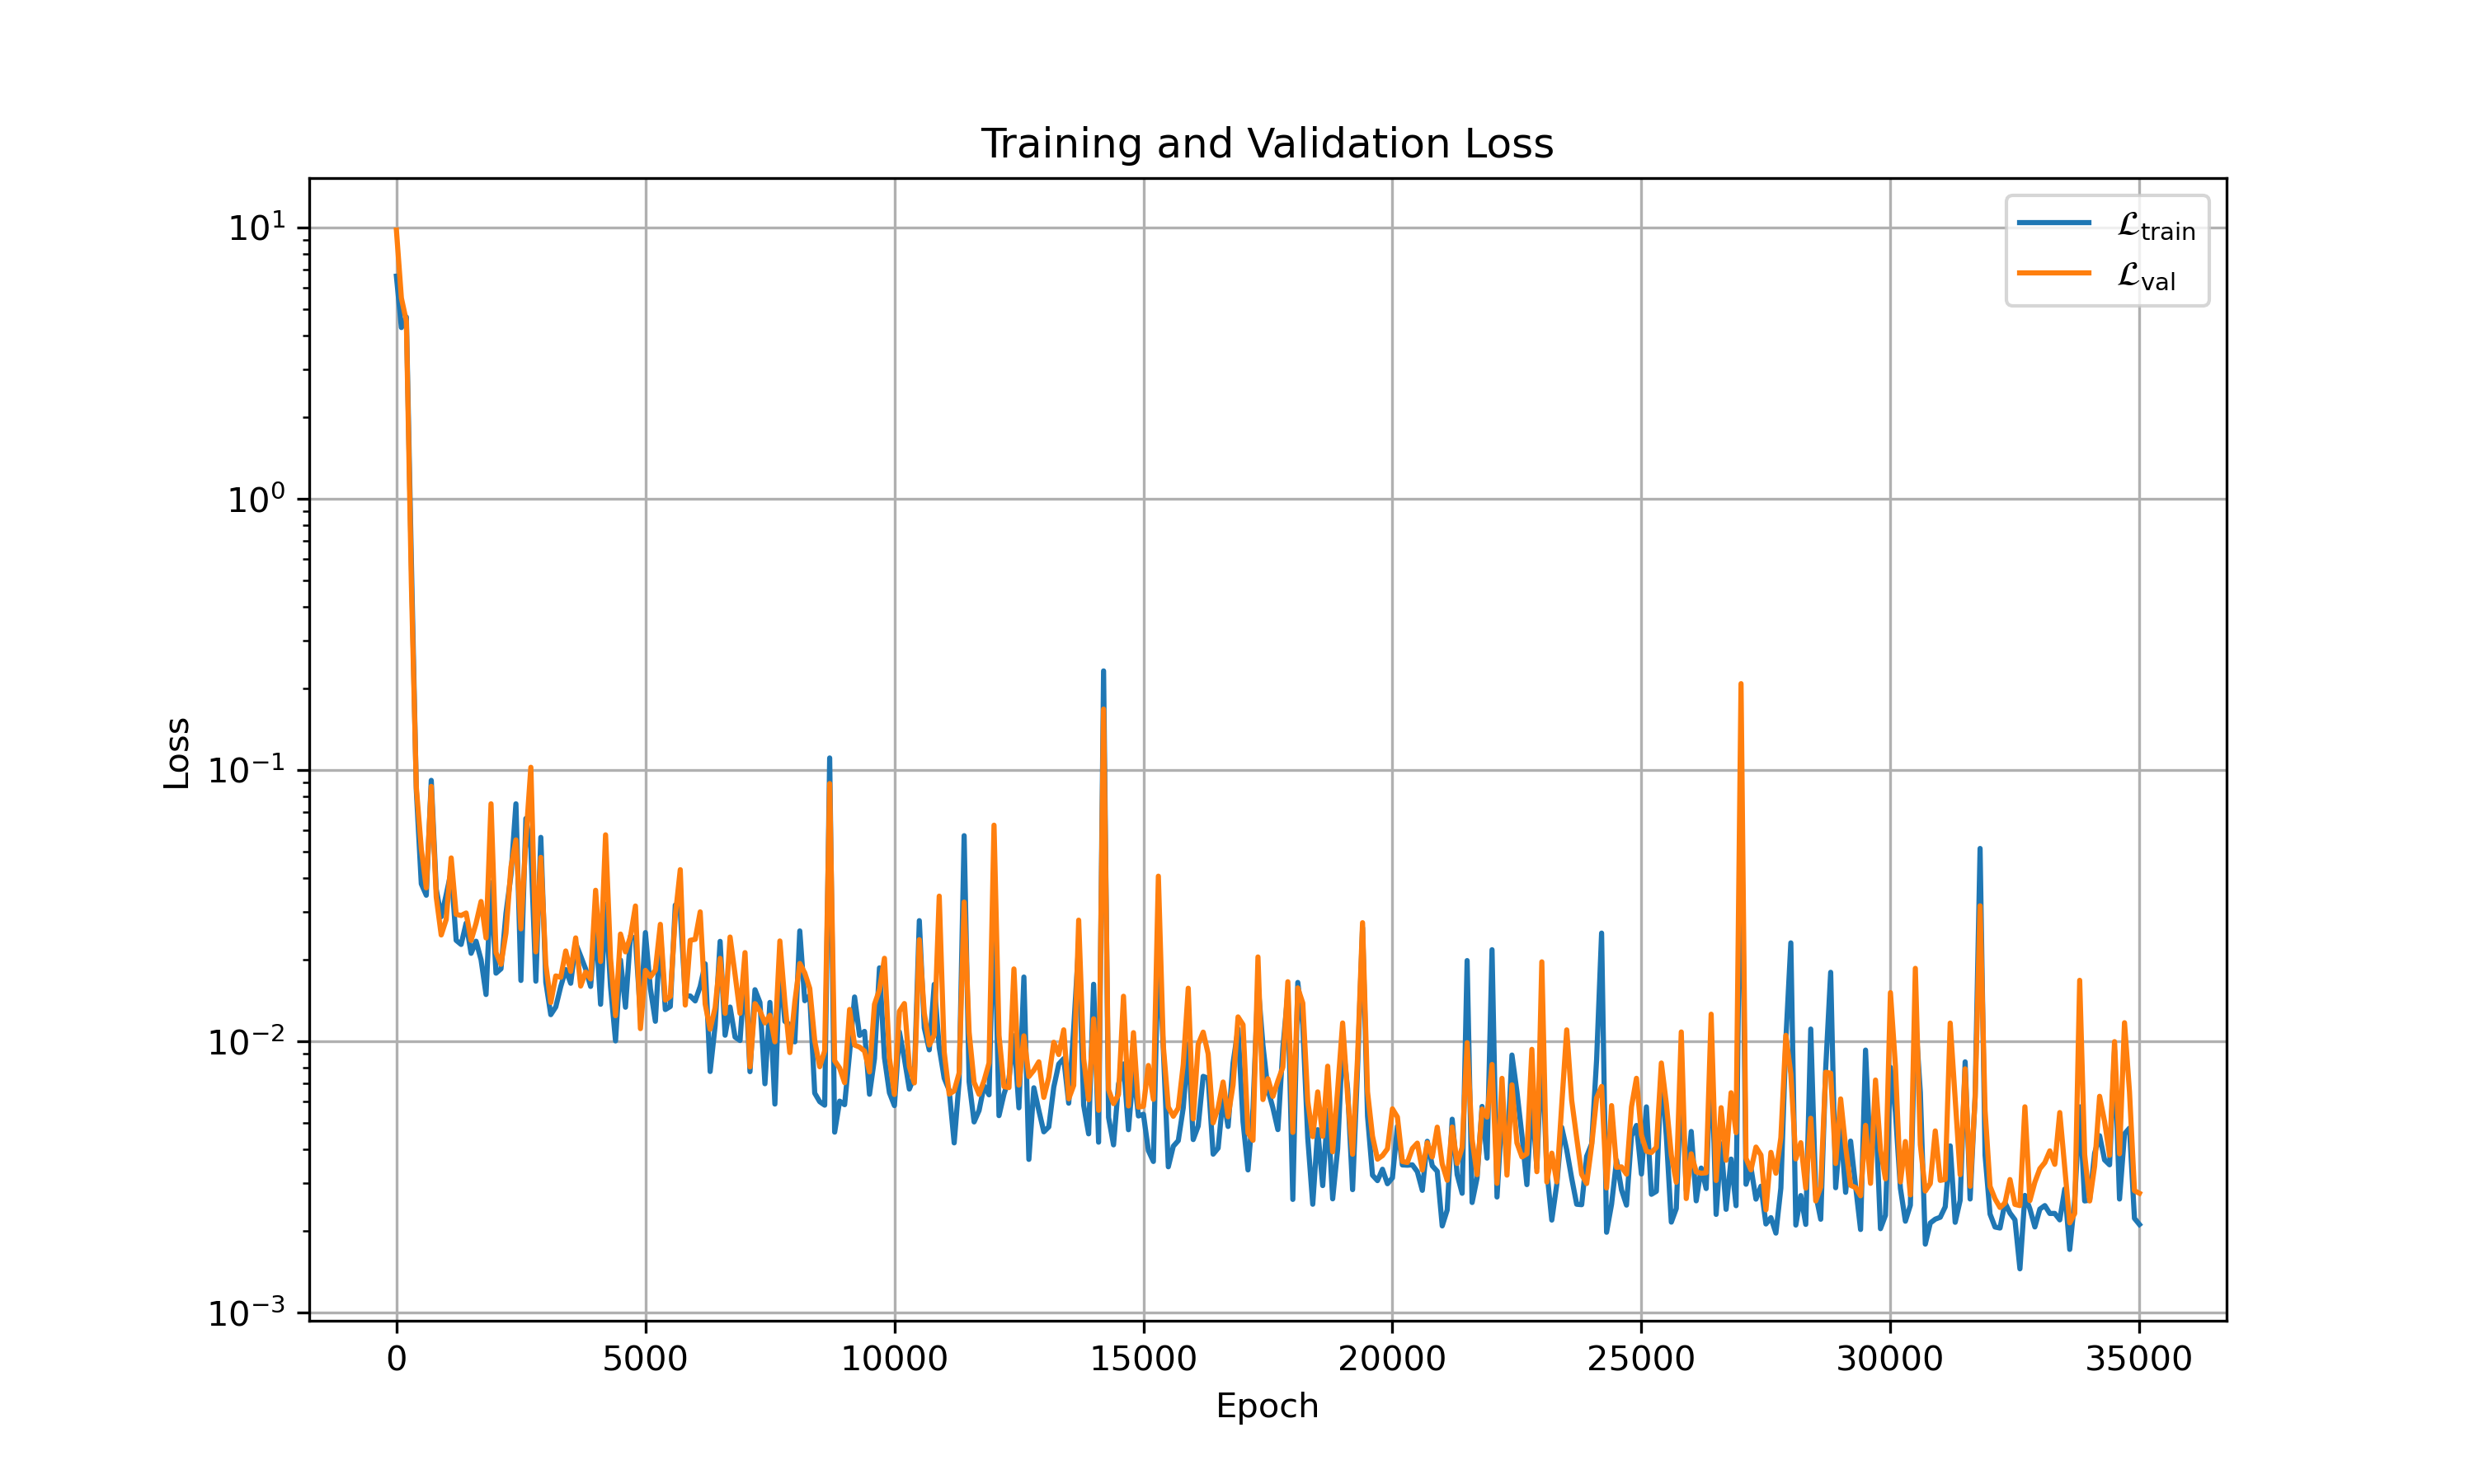 Training and Validation Loss
10¹
10⁰
10⁻¹
10⁻²
10⁻³
Loss
ℒtrain
ℒval
0 5000 10000 15000 20000 25000 30000 35000
Epoch